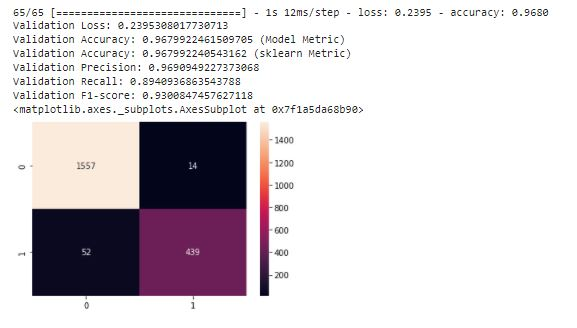 65/65 [==============================] - 1s 12ms/step - loss: 0.2395 - accuracy: 0.9680
Validation Loss: 0.2395308017730713
Validation Accuracy: 0.9679922461509705 (Model Metric)
Validation Accuracy: 0.967992240543162 (sklearn Metric)
Validation Precision: 0.9690949227373068
Validation Recall: 0.8940936863543788
Validation F1-score: 0.9300847457627118
<matplotlib.axes._subplots.AxesSubplot at 0x7f1a5da68b90>
0 1557 14
1 52 439
0 1
1400
1200
1000
800
600
400
200